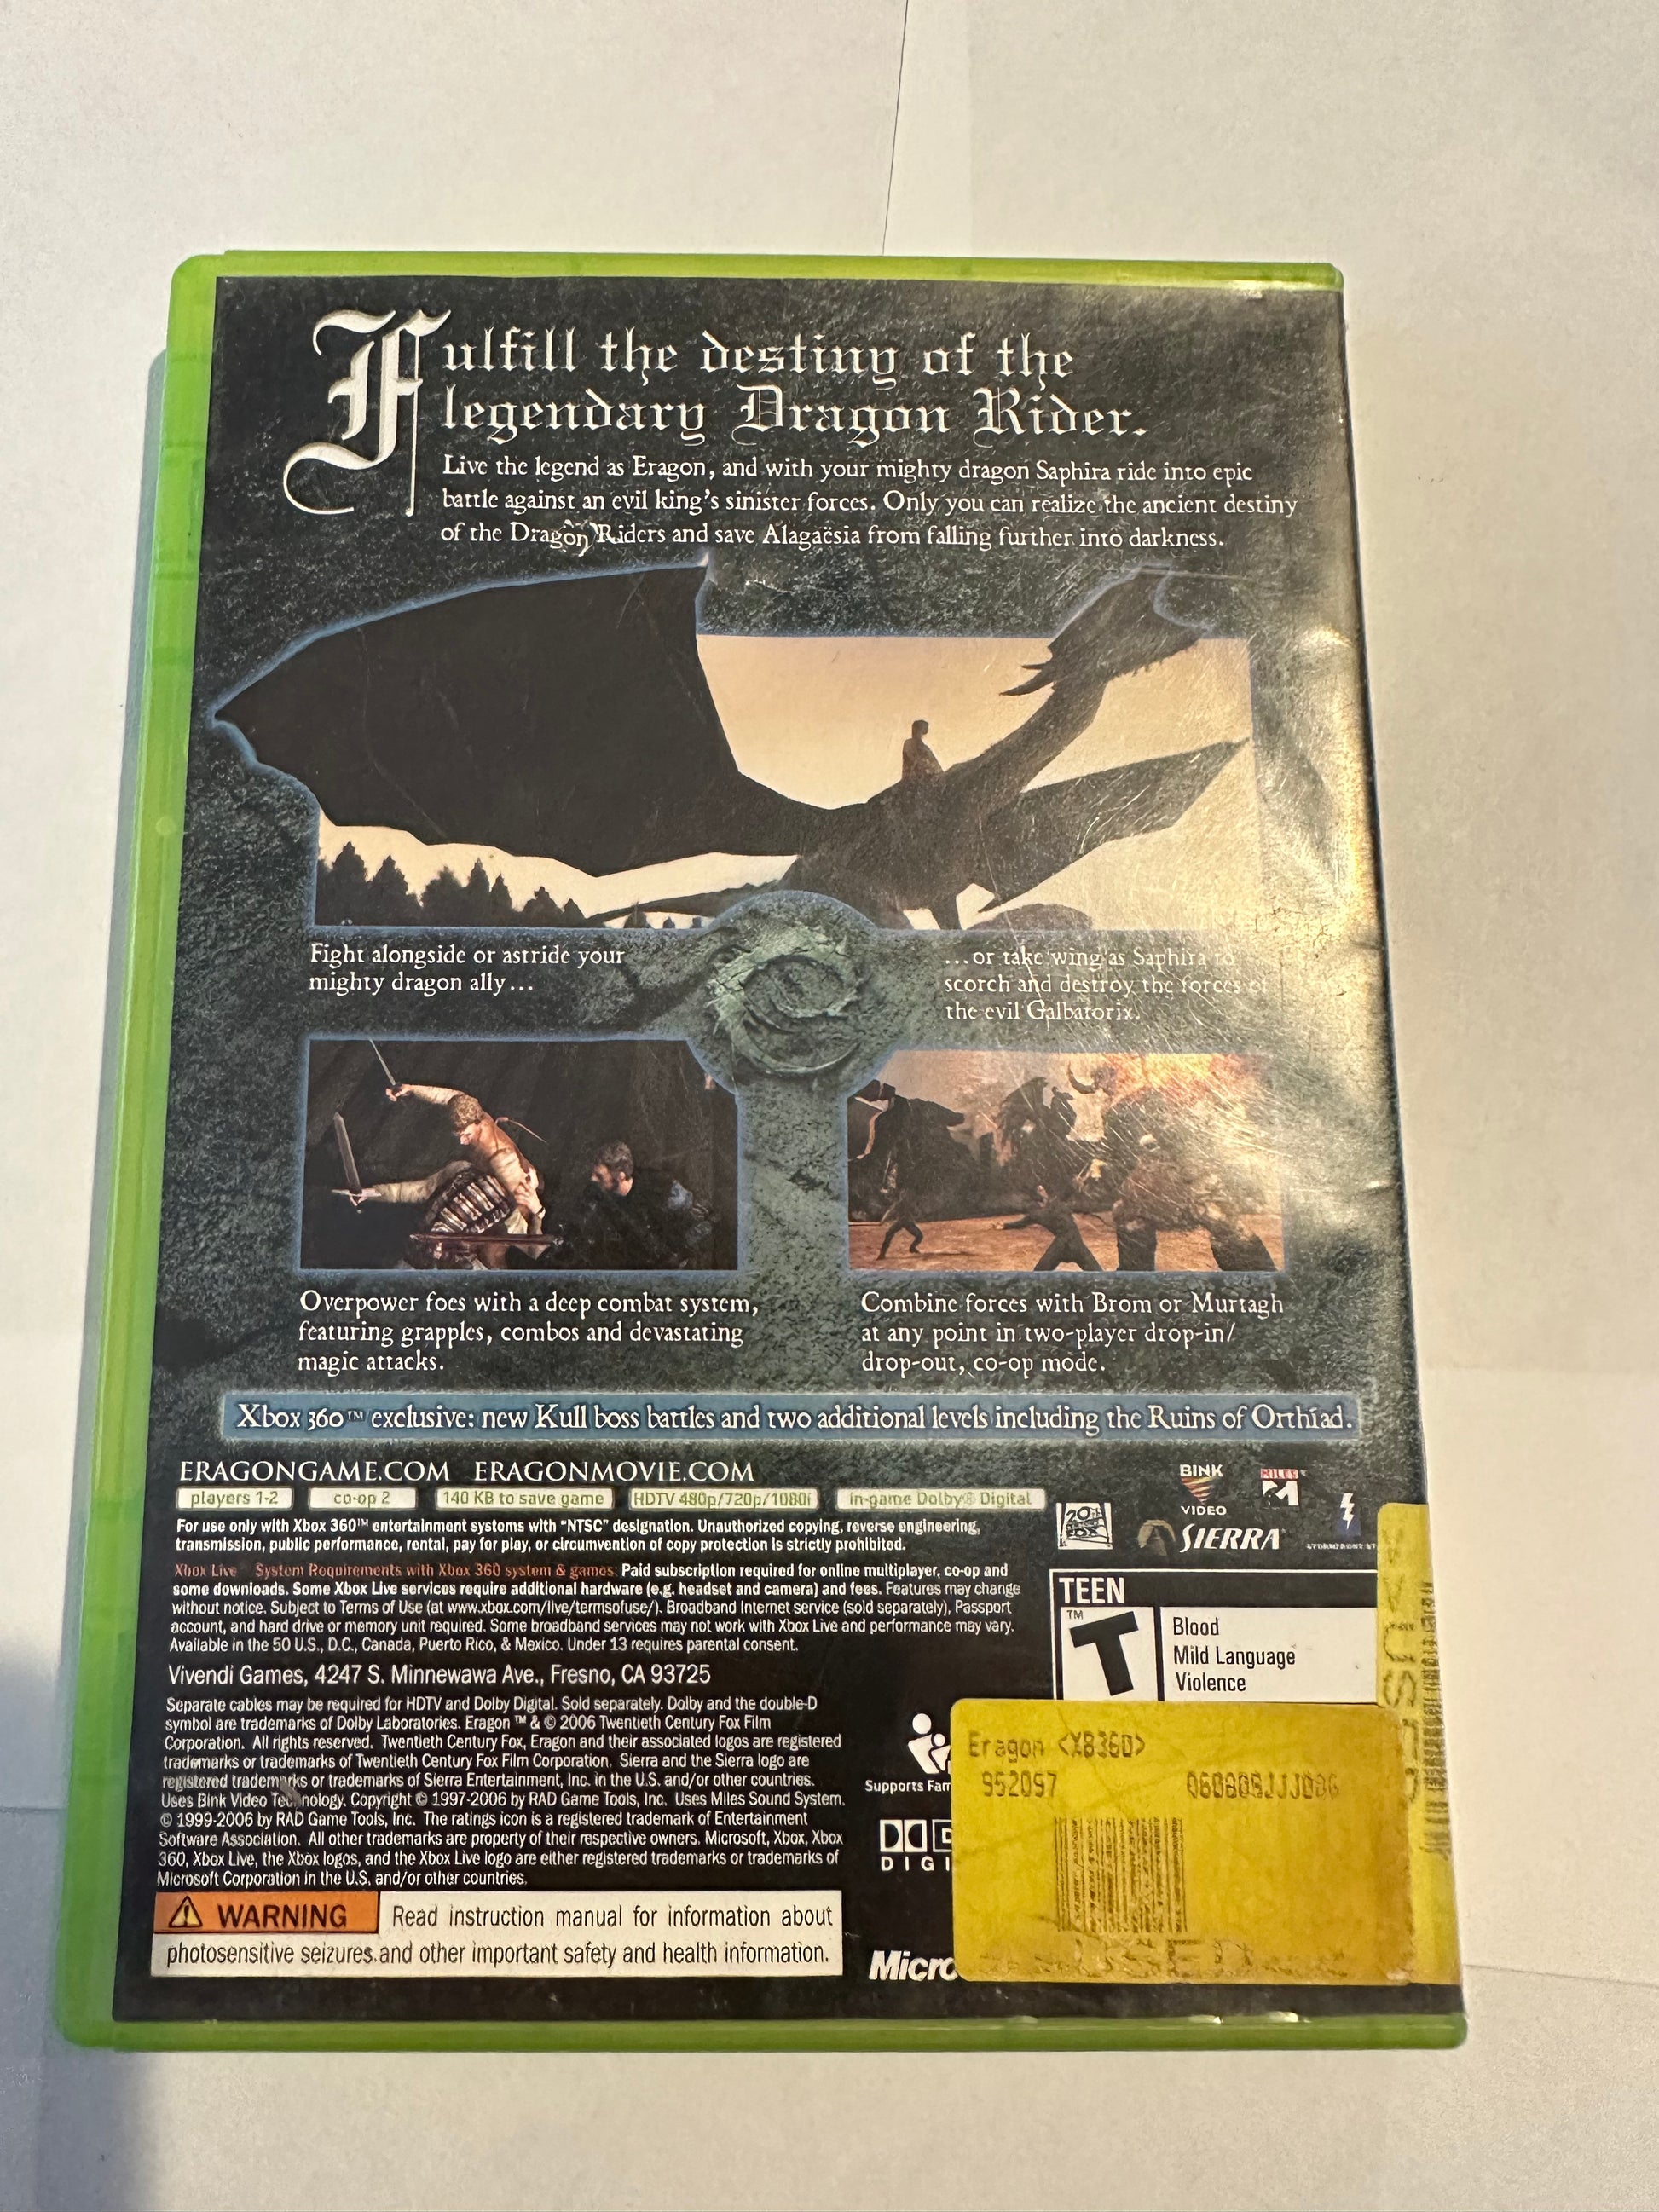 Fulfill the destiny of the
legendary Dragon Rider.
Live the legend as Eragon, and with your mighty dragon Saphira ride into epic
battle against an evil king's sinister forces. Only you can realize the ancient destiny
of the Dragon Riders and save Alagaësia from falling further into darkness.
Fight alongside or astride your
mighty dragon ally...
...or take wing as Saphira to
scorch and destroy the forces of
the evil Galbatorix.
Overpower foes with a deep combat system,
featuring grapples, combos and devastating
magic attacks.
Combine forces with Brom or Murtagh
at any point in two-player drop-in/
drop-out, co-op mode.
Xbox 360™ exclusive: new Kull boss battles and two additional levels including the Ruins of Orthíad.
ERAGONGAME.COM ERAGONMOVIE.COM
players 1-2 co-op 2 140 KB to save game HDTV 480p/720p/1080i in-game Dolby® Digital
For use only with Xbox 360™ entertainment systems with "NTSC" designation. Unauthorized copying, reverse engineering,
transmission, public performance, rental, pay for play, or circumvention of copy protection is strictly prohibited.
Xbox Live System Requirements with Xbox 360 system & games: Paid subscription required for online multiplayer, co-op and
some downloads. Some Xbox Live services require additional hardware (e.g. headset and camera) and fees. Features may change
without notice. Subject to Terms of Use (at www.xbox.com/live/termsofuse/). Broadband Internet service (sold separately), Passport
account, and hard drive or memory unit required. Some broadband services may not work with Xbox Live and performance may vary.
Available in the 50 U.S., D.C., Canada, Puerto Rico, & Mexico. Under 13 requires parental consent.
Vivendi Games, 4247 S. Minnewawa Ave., Fresno, CA 93725
Separate cables may be required for HDTV and Dolby Digital. Sold separately. Dolby and the double-D
symbol are trademarks of Dolby Laboratories. Eragon ™ & © 2006 Twentieth Century Fox Film
Corporation. All rights reserved. Twentieth Century Fox, Eragon and their associated logos are registered
trademarks or trademarks of Twentieth Century Fox Film Corporation. Sierra and the Sierra logo are
registered trademarks or trademarks of Sierra Entertainment, Inc. in the U.S. and/or other countries.
Uses Bink Video Technology. Copyright © 1997-2006 by RAD Game Tools, Inc. Uses Miles Sound System.
© 1999-2006 by RAD Game Tools, Inc. The ratings icon is a registered trademark of Entertainment
Software Association. All other trademarks are property of their respective owners. Microsoft, Xbox, Xbox
360, Xbox Live, the Xbox logos, and the Xbox Live logo are either registered trademarks or trademarks of
Microsoft Corporation in the U.S. and/or other countries.
WARNING Read instruction manual for information about
photosensitive seizures and other important safety and health information.
BINK
VIDEO
MILES
20th
FOX
SIERRA
TEEN
T
Blood
Mild Language
Violence
Supports Fam
DIGI
Micro
Eragon <XB360>
952097
USED